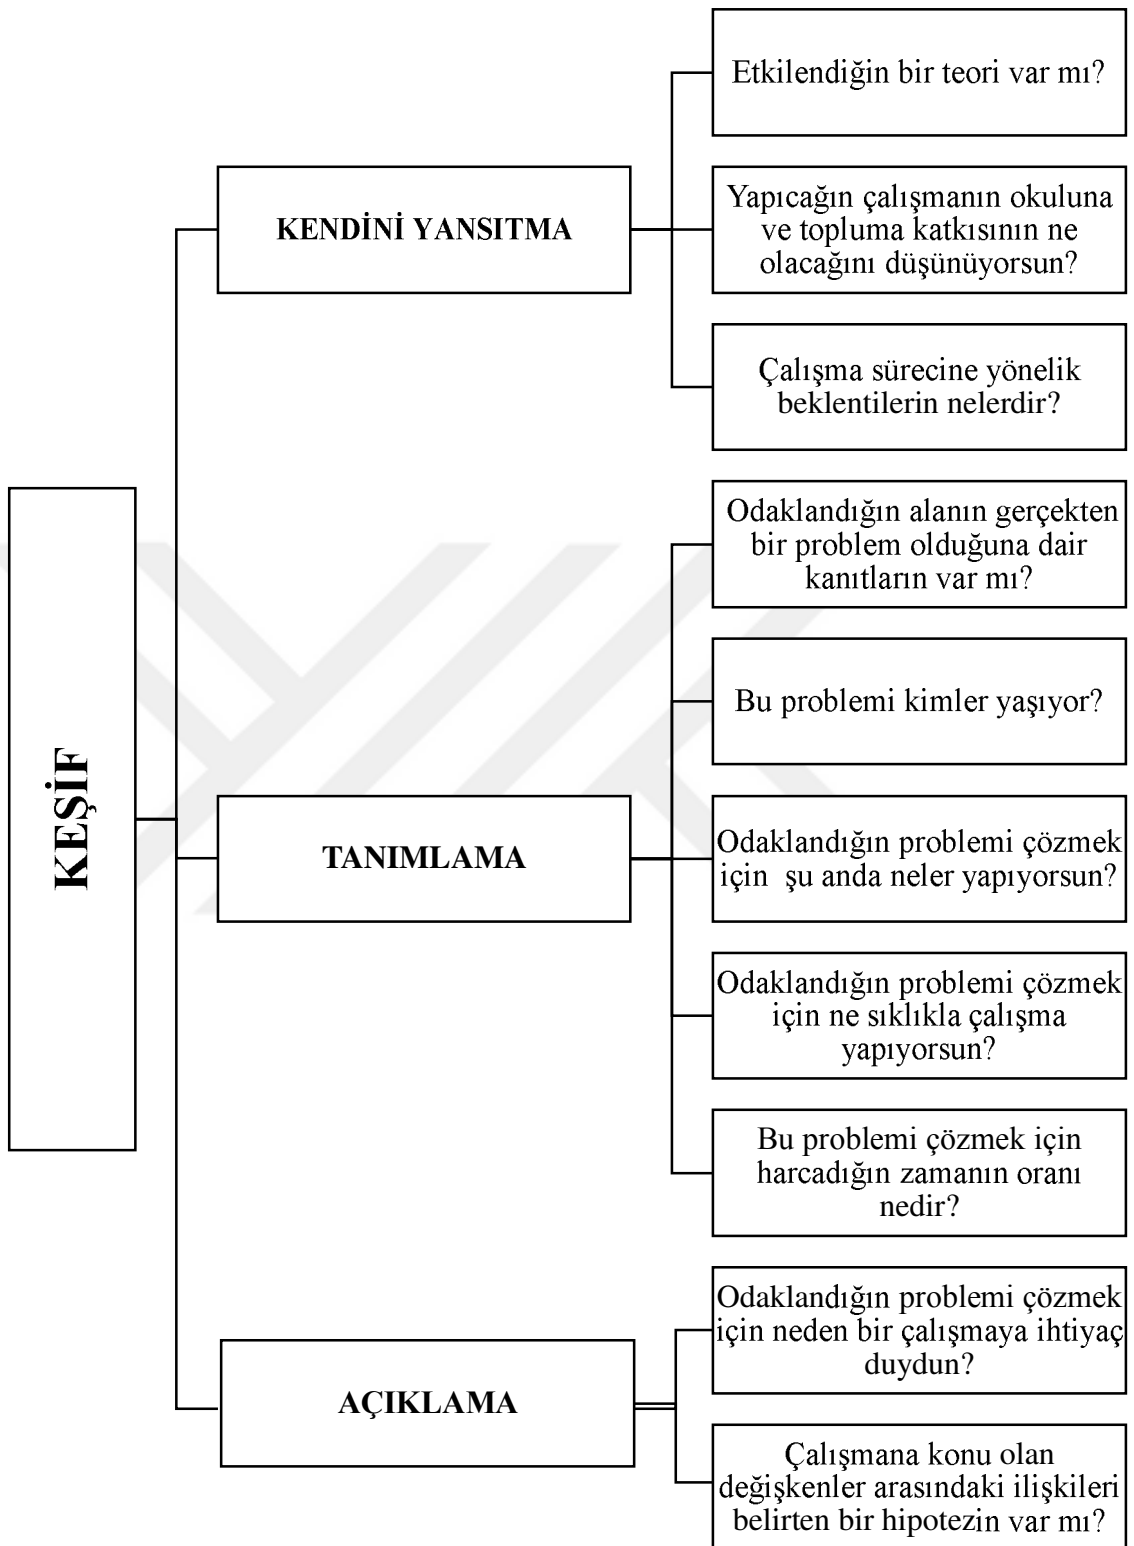 KEŞİF
KENDİNİ YANSITMA
Etkilendiğin bir teori var mı?
Yapıcağın çalışmanın okuluna
ve topluma katkısının ne
olacağını düşünüyorsun?
Çalışma sürecine yönelik
beklentilerin nelerdir?
TANIMLAMA
Odaklandığın alanın gerçekten
bir problem olduğuna dair
kanıtların var mı?
Bu problemi kimler yaşıyor?
Odaklandığın problemi çözmek
için şu anda neler yapıyorsun?
Odaklandığın problemi çözmek
için ne sıklıkla çalışma
yapıyorsun?
Bu problemi çözmek için
harcadığın zamanın oranı
nedir?
AÇIKLAMA
Odaklandığın problemi çözmek
için neden bir çalışmaya ihtiyaç
duydun?
Çalışmana konu olan
değişkenler arasındaki ilişkileri
belirten bir hipotezin var mı?